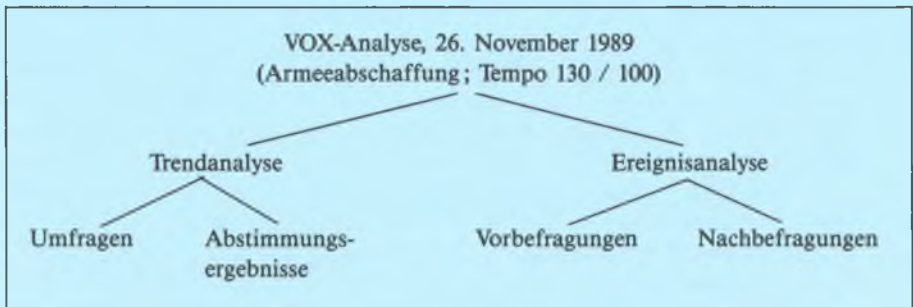 VOX-Analyse, 26. November 1989
(Armeeabschaffung; Tempo 130 / 100)
Trendanalyse
Ereignisanalyse
Umfragen
Abstimmungs-
ergebnisse
Vorbefragungen
Nachbefragungen